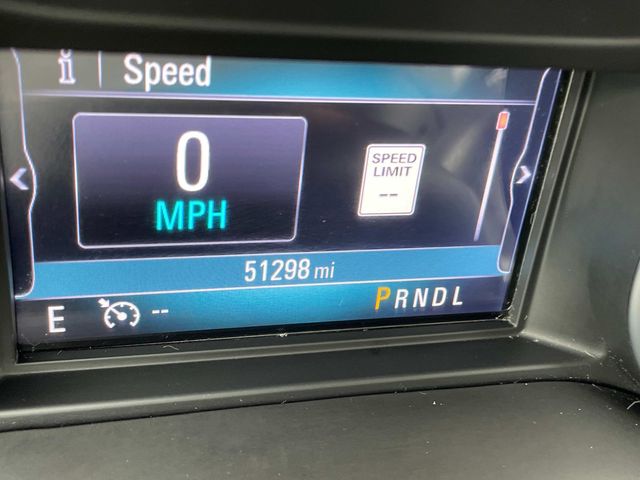 i Speed
0
MPH
SPEED
LIMIT
--
51298 mi
E -- PRNDL